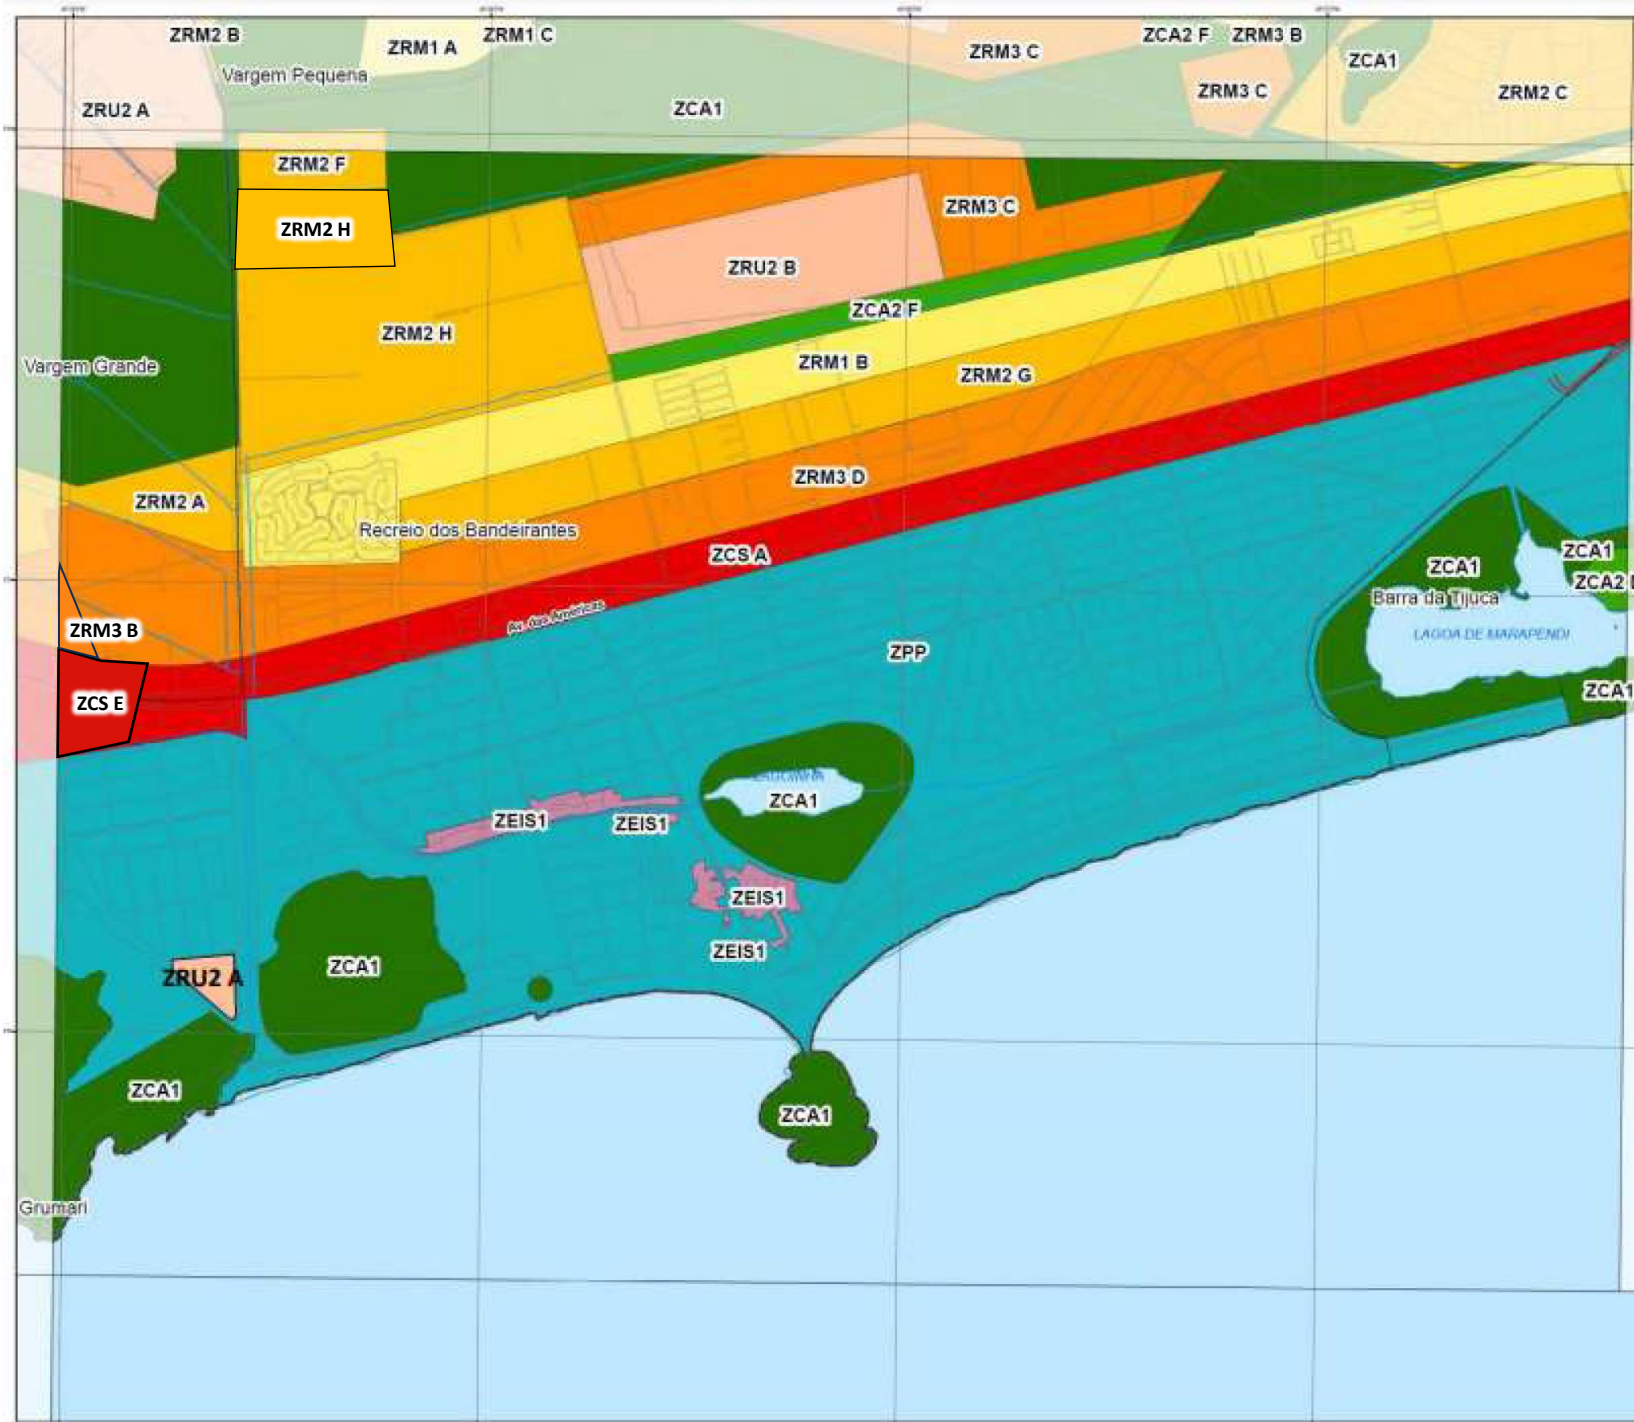 ZRM2 B
ZRM1 A
ZRM1 C
ZRM3 C
ZCA2 F
ZRM3 B
ZCA1
Vargem Pequena
ZRU2 A
ZCA1
ZRM3 C
ZRM2 C
ZRM2 F
ZRM2 H
ZRM3 C
ZRU2 B
ZCA2 F
ZRM2 H
Vargem Grande
ZRM1 B
ZRM2 G
ZRM3 D
ZRM2 A
Recreio dos Bandeirantes
ZCS A
ZCA1
ZCA1
ZCA2
Barra da Tijuca
Av. das Américas
ZRM3 B
LAGOA DE MARAPENDI
ZPP
ZCA1
ZCS E
LAGOINHA
ZCA1
ZEIS1
ZEIS1
ZEIS1
ZEIS1
ZCA1
ZRU2 A
ZCA1
ZCA1
Grumari